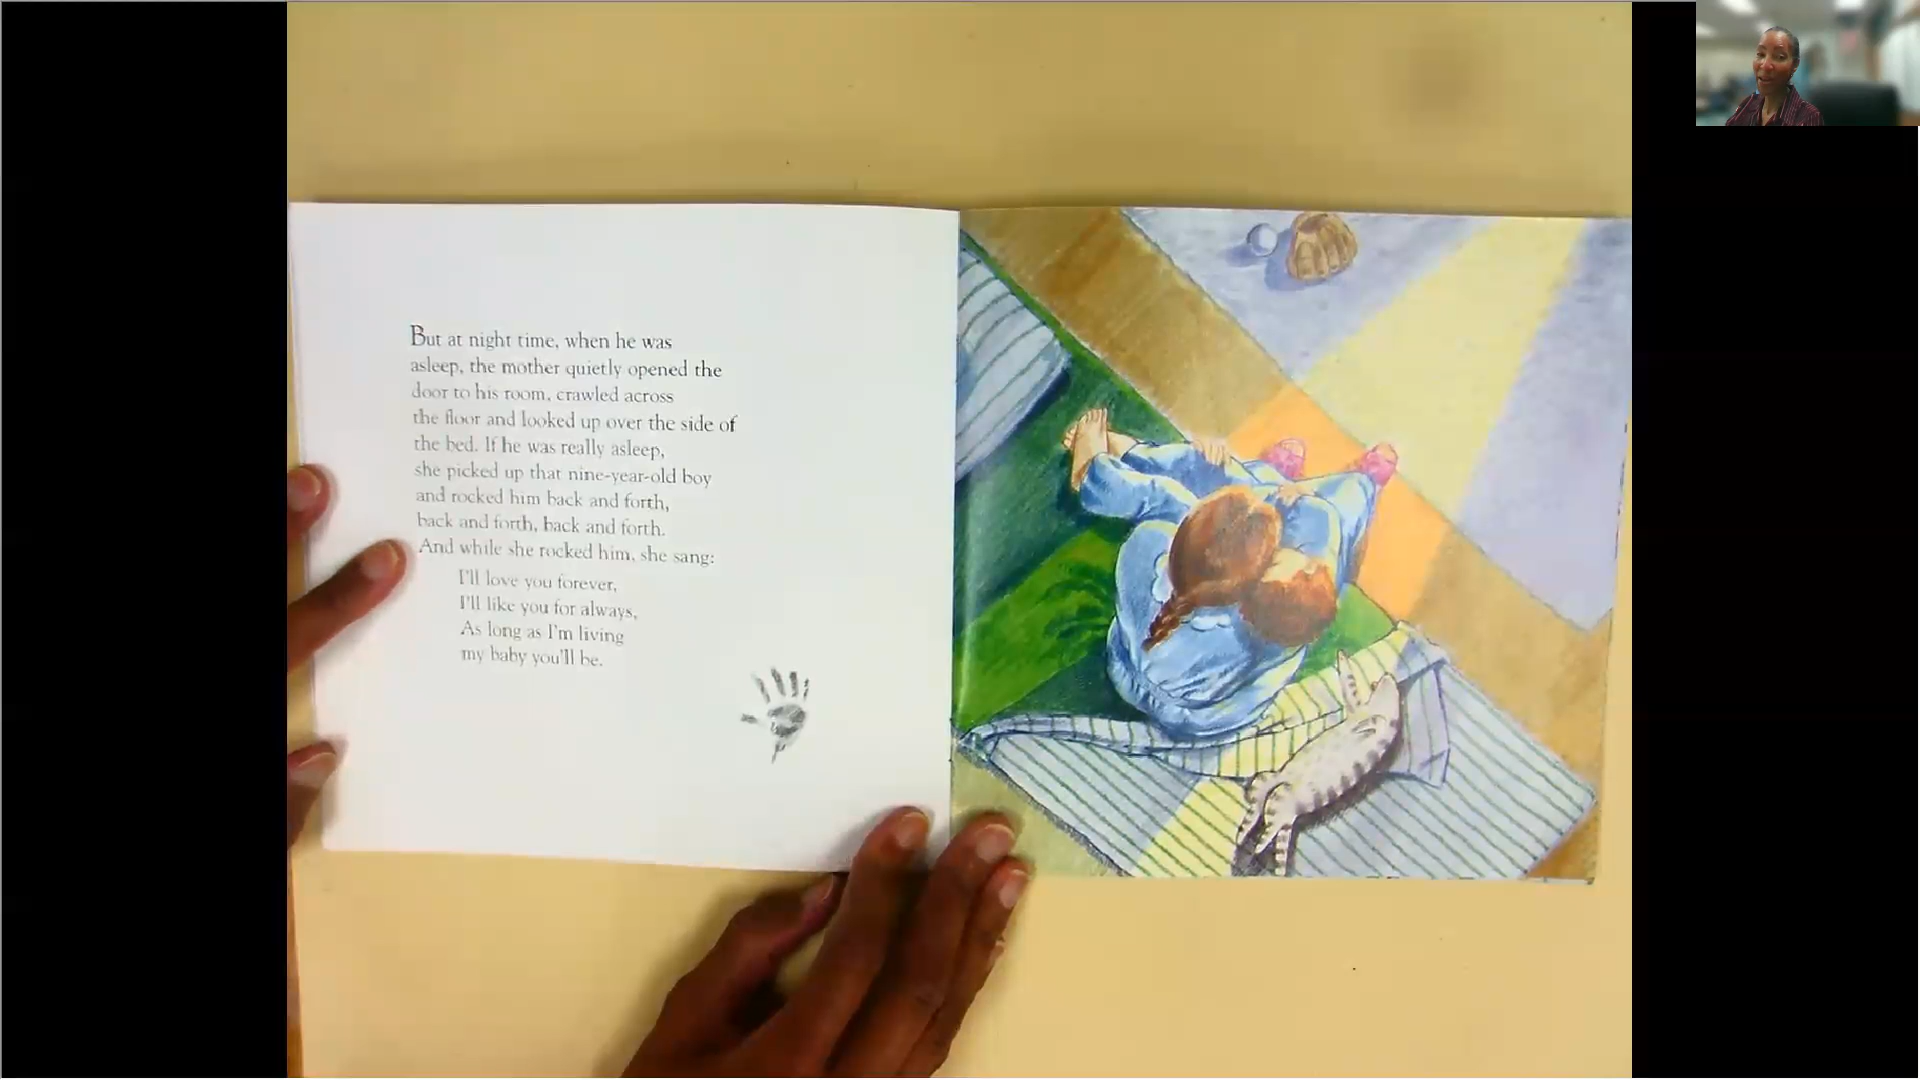 But at night time, when he was
asleep, the mother quietly opened the
door to his room, crawled across
the floor and looked up over the side of
the bed. If he was really asleep,
she picked up that nine-year-old boy
and rocked him back and forth,
back and forth, back and forth.
And while she rocked him, she sang:
I'll love you forever,
I'll like you for always,
As long as I'm living
my baby you'll be.